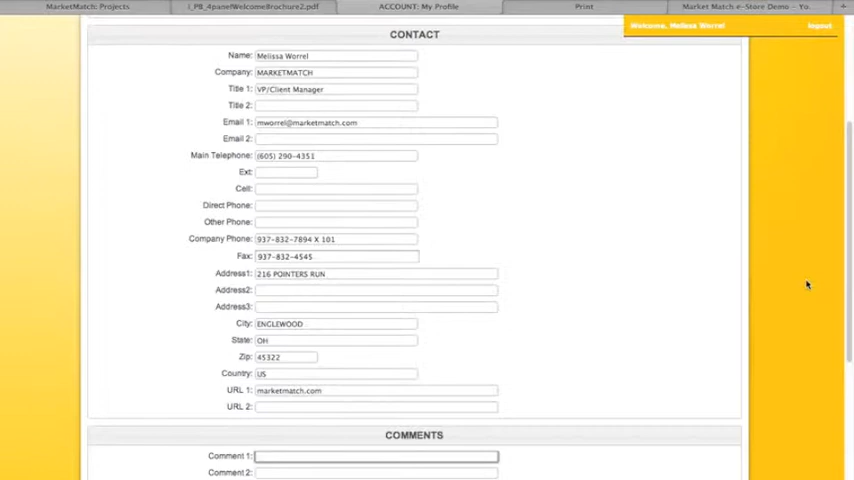 MarketMatch: Projects i_PB_4panelWelcomeBrochure2.pdf ACCOUNT: My Profile Print Market Match e-Store Demo – Yo...
Welcome, Melissa Worrel logout
CONTACT
Name: Melissa Worrel
Company: MARKETMATCH
Title 1: VP/Client Manager
Title 2:
Email 1: mworrel@marketmatch.com
Email 2:
Main Telephone: (605) 290-4351
Ext:
Cell:
Direct Phone:
Other Phone:
Company Phone: 937-832-7894 X 101
Fax: 937-832-4545
Address1: 216 POINTERS RUN
Address2:
Address3:
City: ENGLEWOOD
State: OH
Zip: 45322
Country: US
URL 1: marketmatch.com
URL 2:
COMMENTS
Comment 1:
Comment 2: